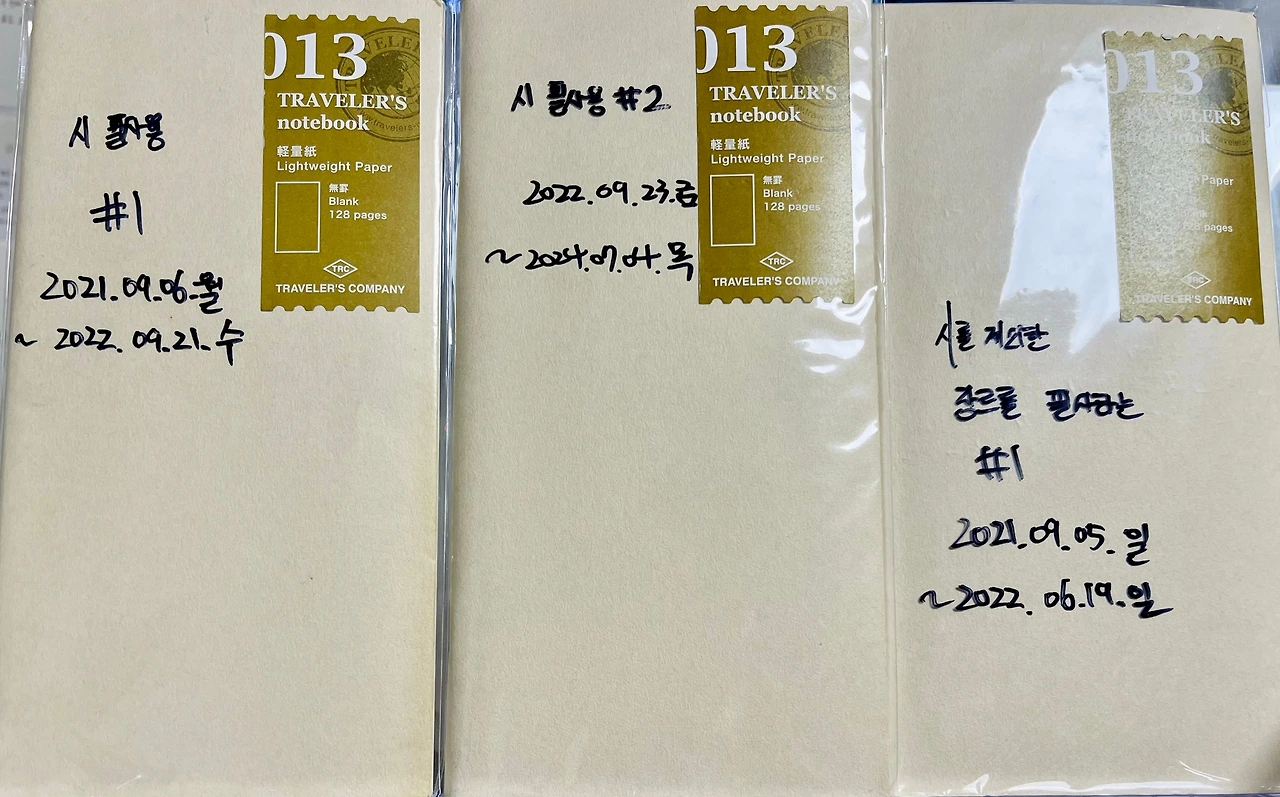 시 필사용
#1
2021.09.06.월
~ 2022.09.21.수
013
TRAVELER'S
notebook
軽量紙
Lightweight Paper
無罫
Blank
128 pages
TRC
TRAVELER'S COMPANY
시 필사용 #2
2022.09.23.금
~2024.07.04.목
013
TRAVELER'S
notebook
軽量紙
Lightweight Paper
無罫
Blank
128 pages
TRC
TRAVELER'S COMPANY
013
TRAVELER'S
Paper
pages
TRC
TRAVELER'S COMPANY
시를 제외한
장르를 필사하는
#1
2021.09.05.일
~2022.06.19.일